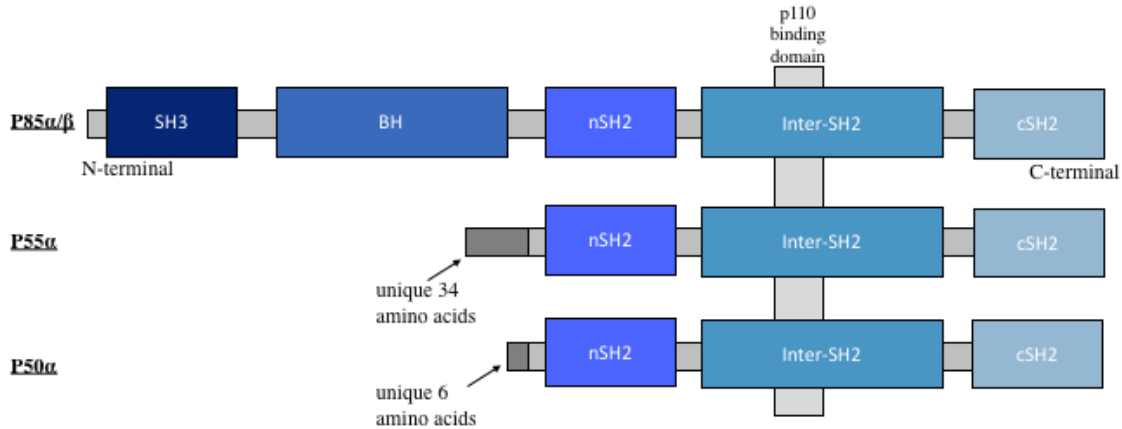 p110
binding
domain
P85α/β
SH3
BH
nSH2
Inter-SH2
cSH2
N-terminal
C-terminal
P55α
nSH2
Inter-SH2
cSH2
unique 34
amino acids
P50α
nSH2
Inter-SH2
cSH2
unique 6
amino acids